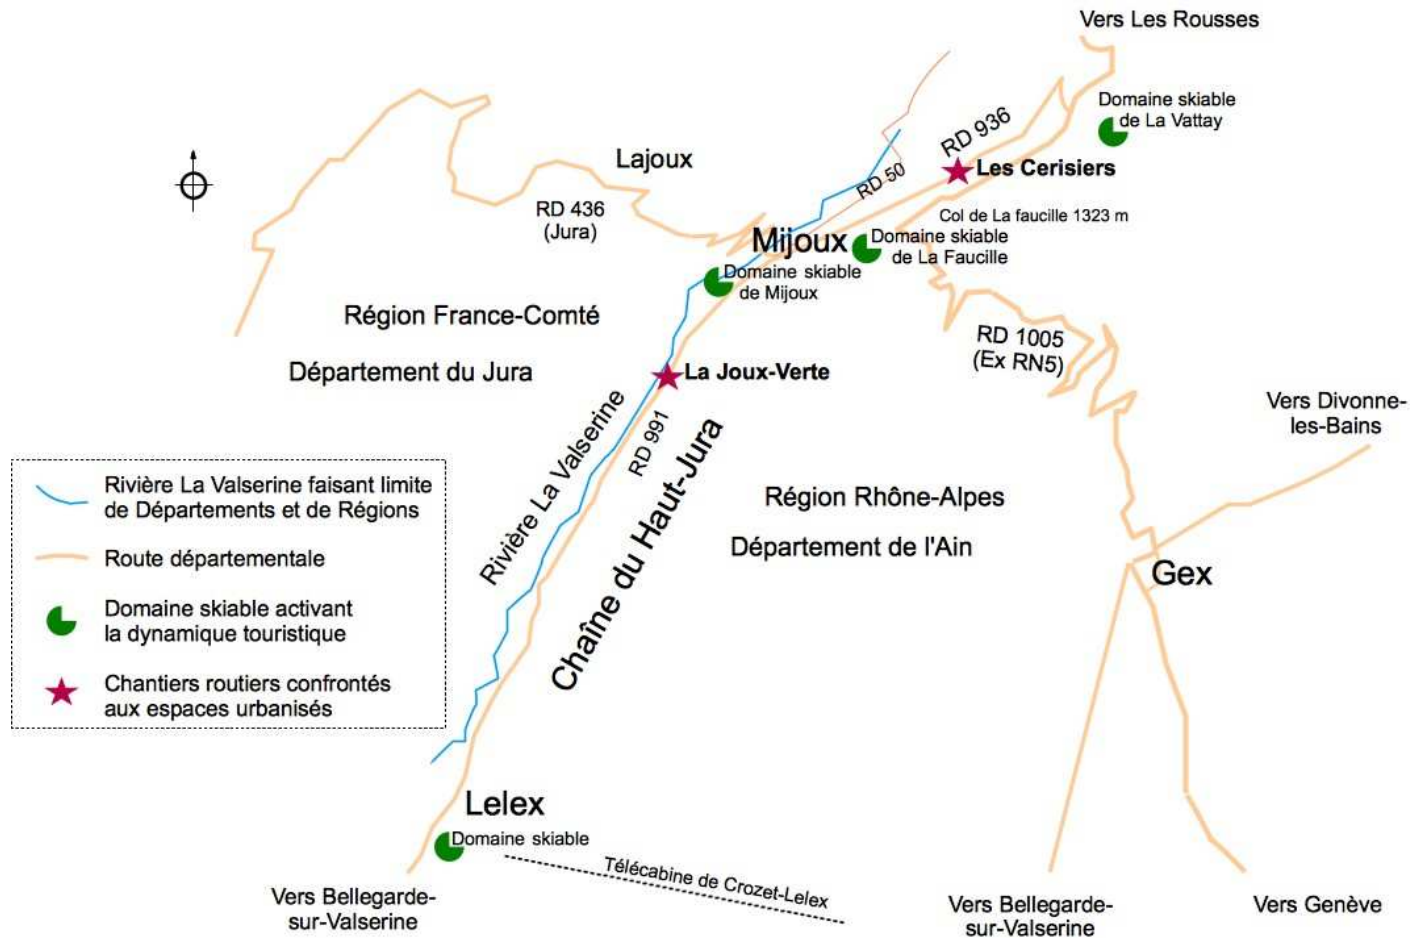 Vers Les Rousses
Domaine skiable
de La Vattay
RD 936
Lajoux
Les Cerisiers
RD 50
RD 436
(Jura)
Col de La faucille 1323 m
Mijoux
Domaine skiable
de La Faucille
Domaine skiable
de Mijoux
Région France-Comté
RD 1005
(Ex RN5)
Département du Jura
La Joux-Verte
Vers Divonne-
les-Bains
RD 991
Rivière La Valserine
Chaîne du Haut-Jura
Région Rhône-Alpes
Département de l'Ain
Gex
Rivière La Valserine faisant limite
de Départements et de Régions
Route départementale
Domaine skiable activant
la dynamique touristique
Chantiers routiers confrontés
aux espaces urbanisés
Lelex
Domaine skiable
Télécabine de Crozet-Lelex
Vers Bellegarde-
sur-Valserine
Vers Bellegarde-
sur-Valserine
Vers Genève